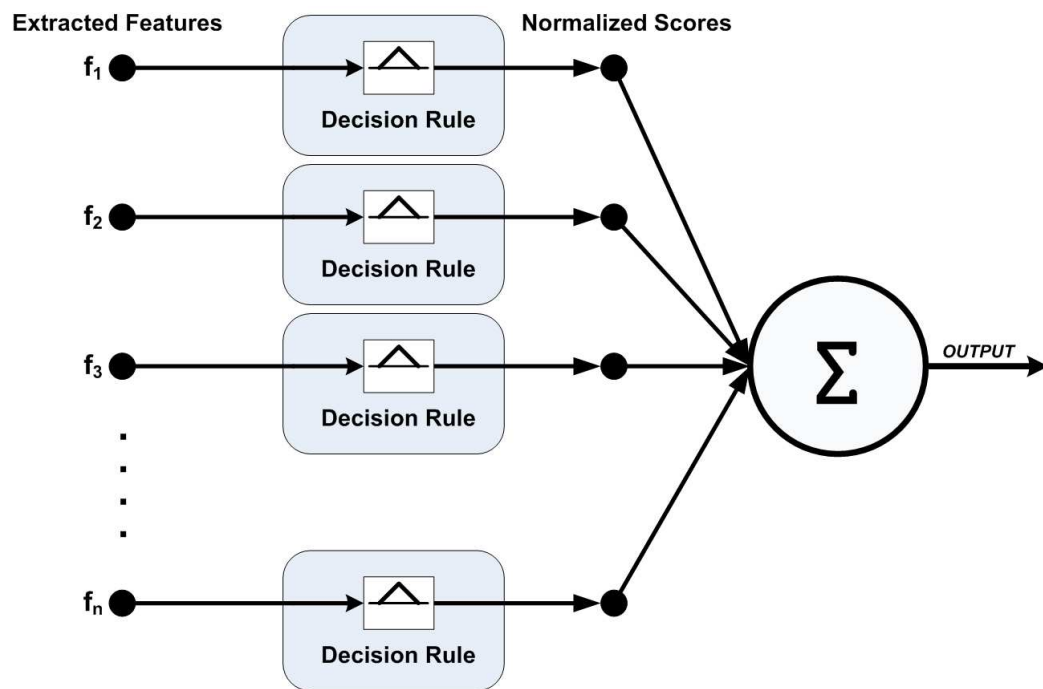 Extracted Features
Normalized Scores
f1
Decision Rule
f2
Decision Rule
f3
Decision Rule
Σ
OUTPUT
fn
Decision Rule